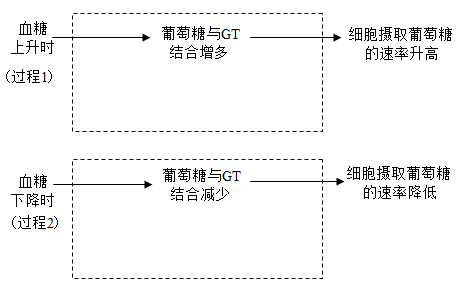 血糖
上升时
（过程1）
葡萄糖与GT
结合增多
细胞摄取葡萄糖
的速率升高
血糖
下降时
（过程2）
葡萄糖与GT
结合减少
细胞摄取葡萄糖
的速率降低